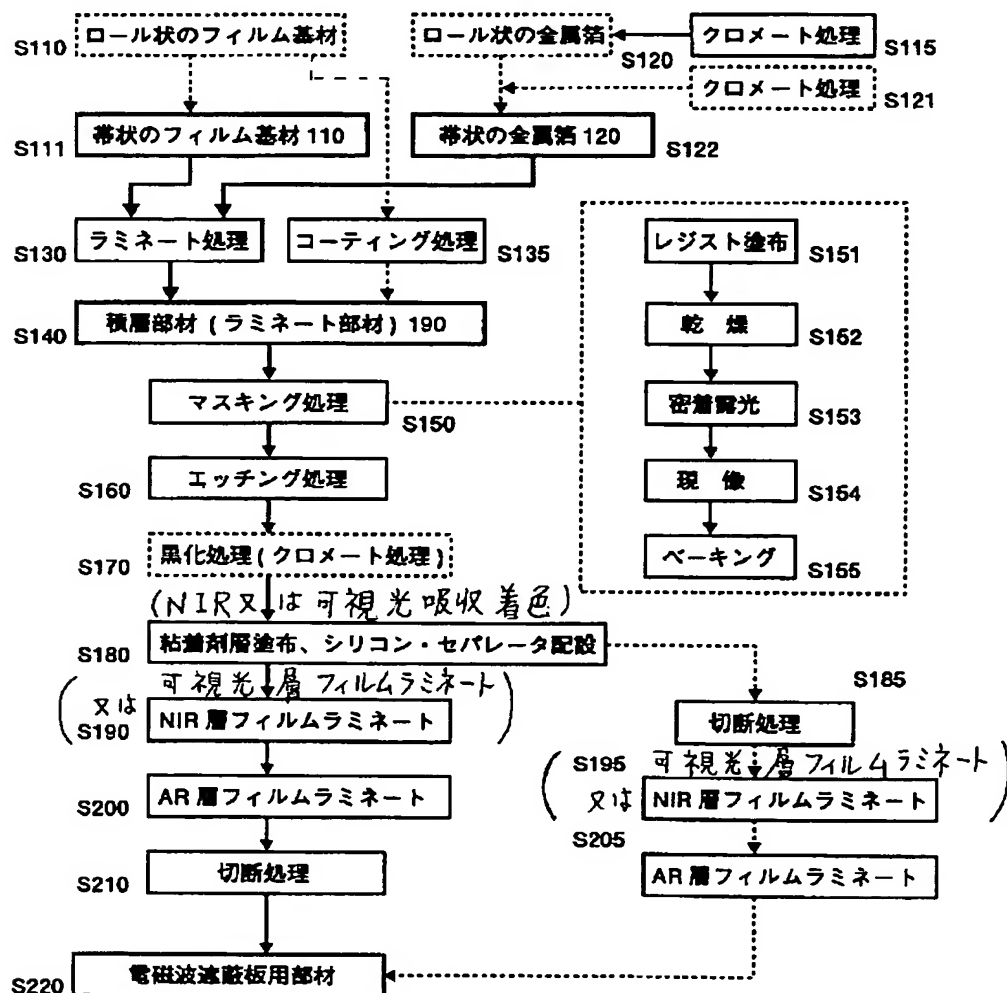 S110 ロール状のフィルム基材
ロール状の金属箔
S120
クロメート処理 S115
クロメート処理 S121
S111 帯状のフィルム基材 110
帯状の金属箔 120 S122
S130 ラミネート処理
コーティング処理 S135
S140 積層部材 (ラミネート部材) 190
マスキング処理 S150
S160 エッチング処理
S170 黒化処理 (クロメート処理)
レジスト塗布 S151
乾 燥 S152
密着露光 S153
現 像 S154
ベーキング S155
(NIR又は可視光吸収着色)
S180 粘着剤層塗布、シリコン・セパレータ配設
(又は 可視光層フィルムラミネート)
S190 NIR 層フィルムラミネート
S200 AR 層フィルムラミネート
S210 切断処理
S185
切断処理
S195 (可視光層フィルムラミネート
又は NIR 層フィルムラミネート)
S205
AR 層フィルムラミネート
S220 電磁波遮蔽板用部材